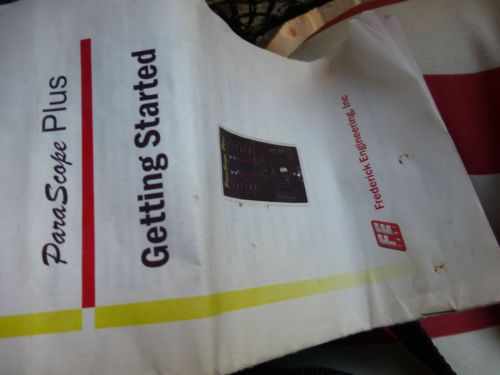 ParaScope Plus
Getting Started
FE
Frederick Engineering, Inc